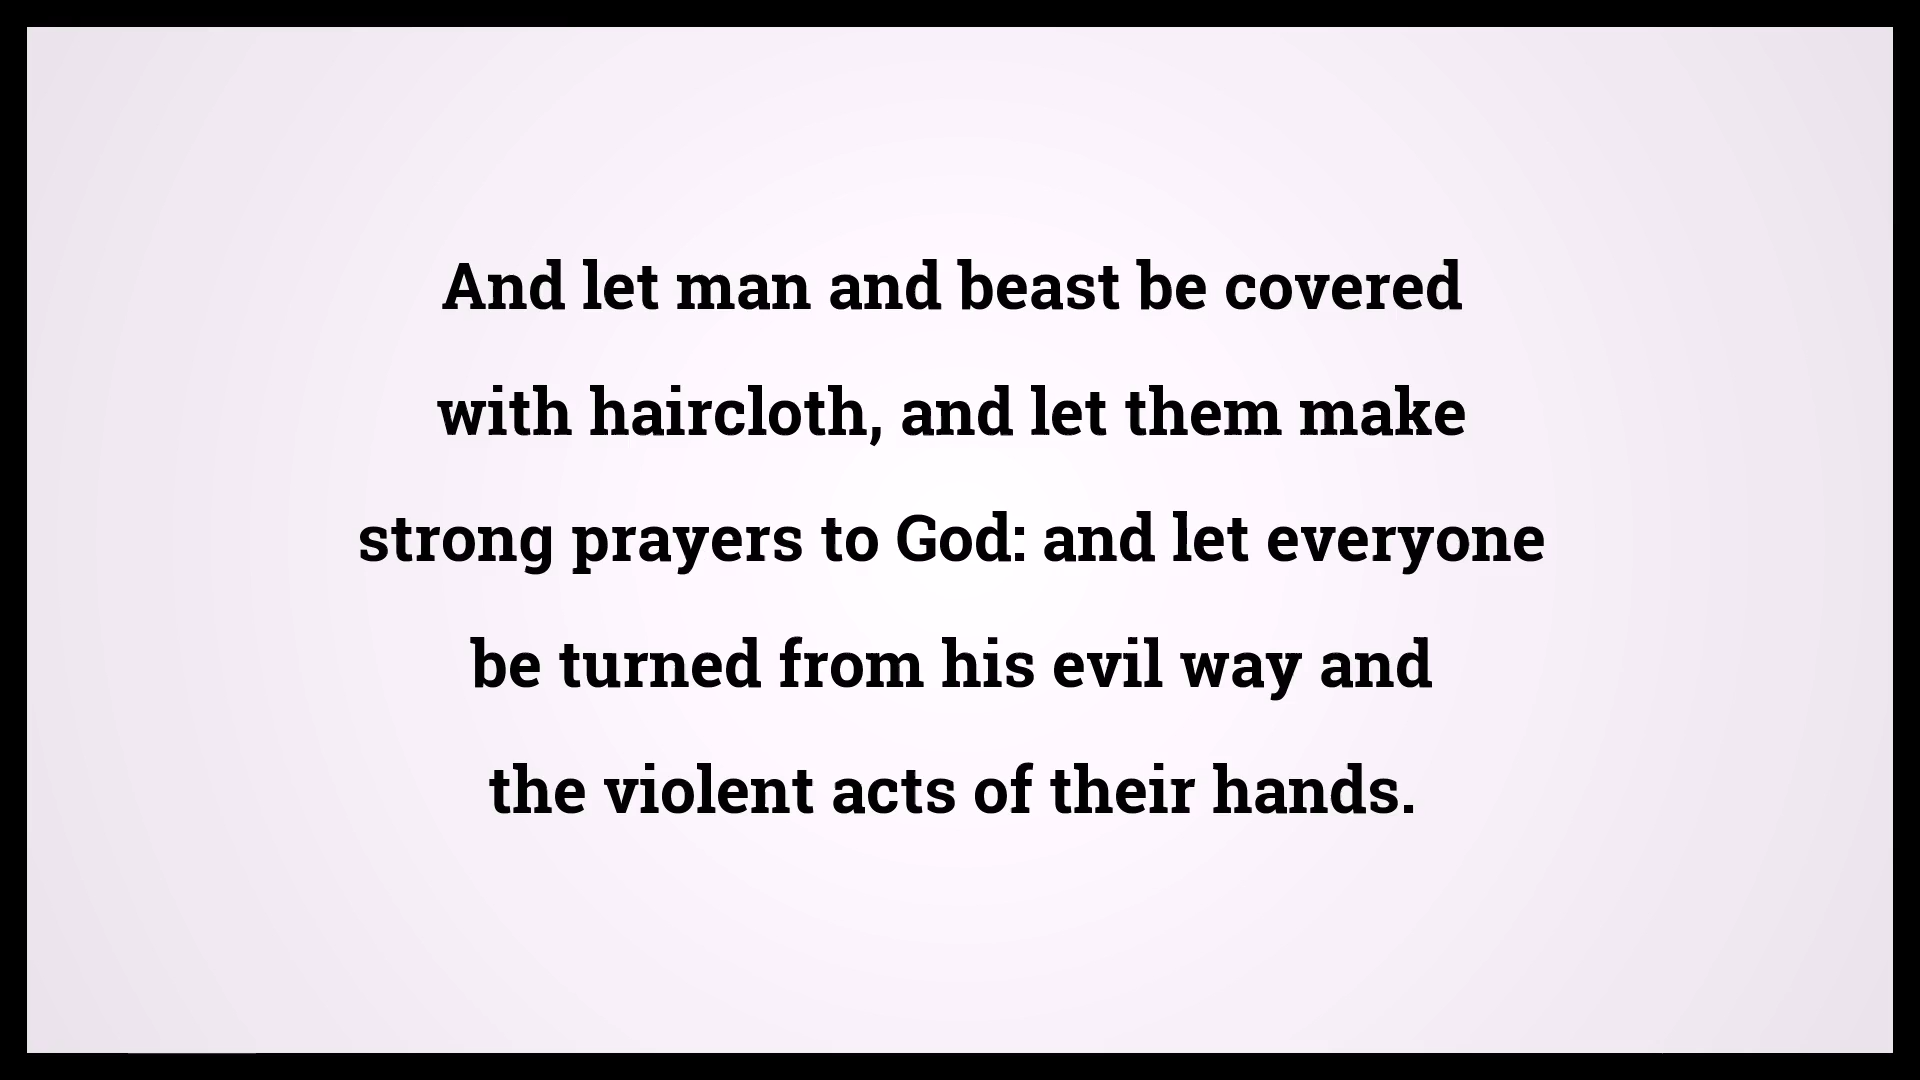 And let man and beast be covered
with haircloth, and let them make
strong prayers to God: and let everyone
be turned from his evil way and
the violent acts of their hands.